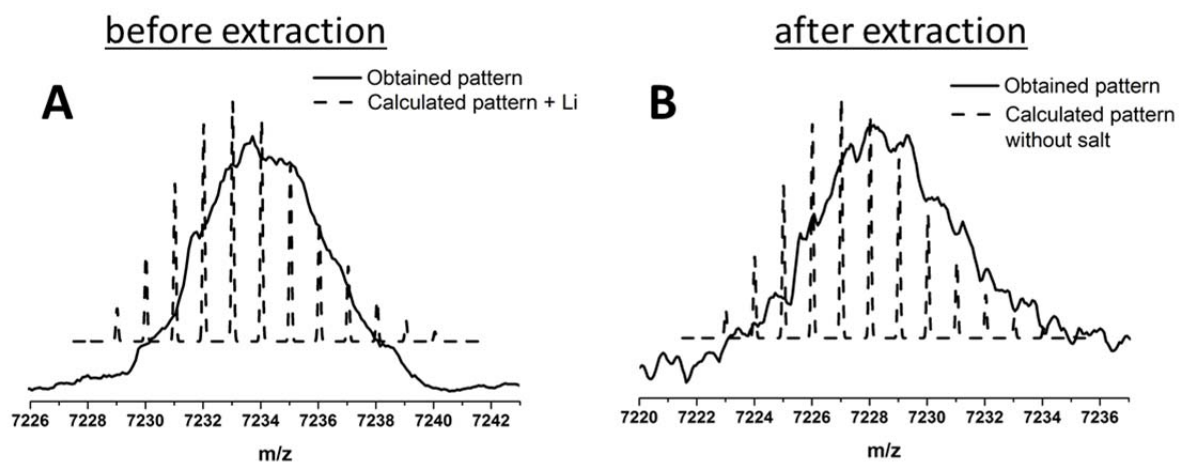 before extraction
A
Obtained pattern
Calculated pattern + Li
7226 7228 7230 7232 7234 7236 7238 7240 7242
m/z
after extraction
B
Obtained pattern
Calculated pattern
without salt
7220 7222 7224 7226 7228 7230 7232 7234 7236
m/z